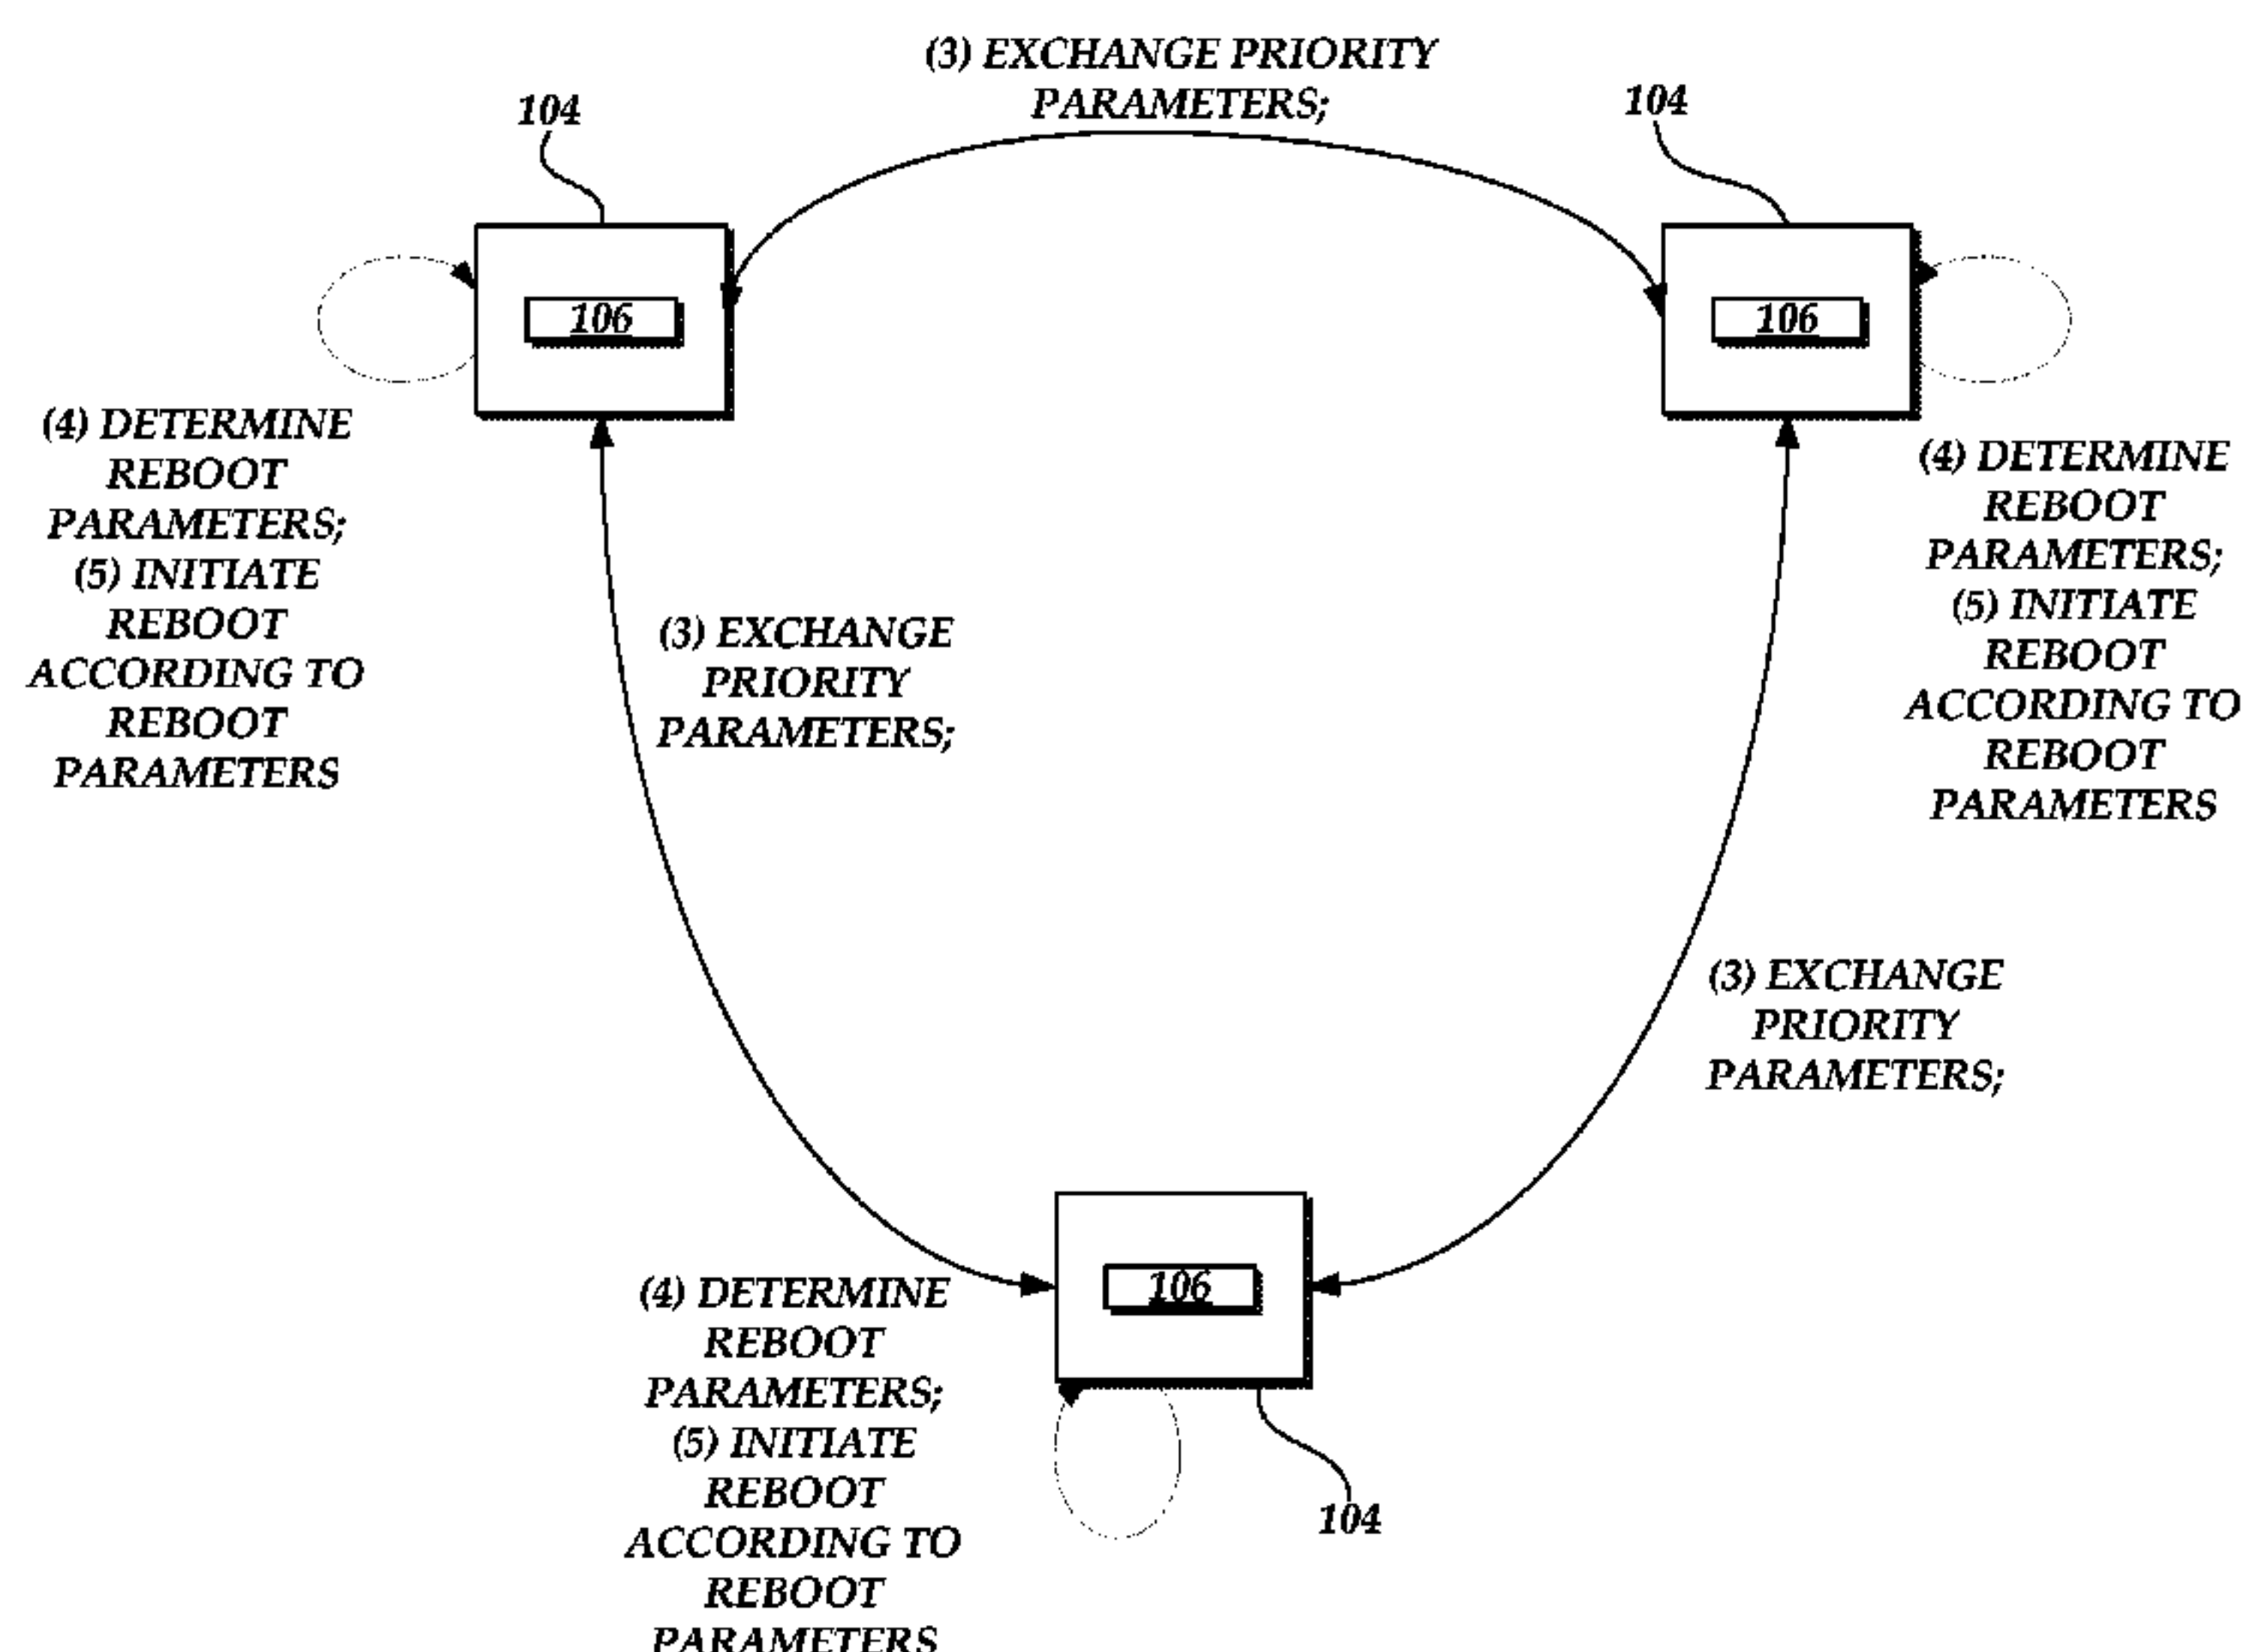 (3) EXCHANGE PRIORITY
PARAMETERS;
104
104
106
106
(4) DETERMINE
REBOOT
PARAMETERS;
(5) INITIATE
REBOOT
ACCORDING TO
REBOOT
PARAMETERS
(4) DETERMINE
REBOOT
PARAMETERS;
(5) INITIATE
REBOOT
ACCORDING TO
REBOOT
PARAMETERS
(3) EXCHANGE
PRIORITY
PARAMETERS;
(3) EXCHANGE
PRIORITY
PARAMETERS;
106
(4) DETERMINE
REBOOT
PARAMETERS;
(5) INITIATE
REBOOT
ACCORDING TO
REBOOT
PARAMETERS
104